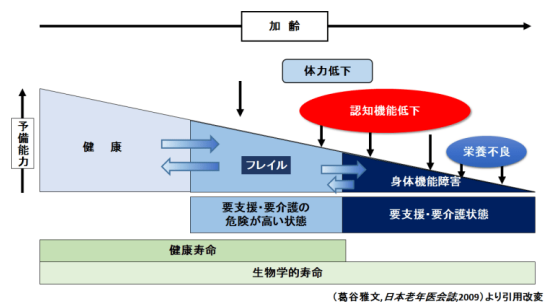 加齢
体力低下
認知機能低下
予備能力
栄養不良
健康
フレイル
身体機能障害
要支援・要介護の
危険が高い状態
要支援・要介護状態
健康寿命
生物学的寿命
（葛谷雅文,日本老年医会誌,2009）より引用改変